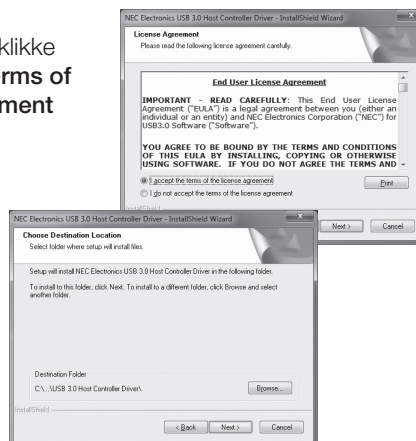 klikke
erms of
ment
NEC Electronics USB 3.0 Host Controller Driver - InstallShield Wizard
License Agreement
Please read the following license agreement carefully.
End User License Agreement
IMPORTANT – READ CAREFULLY: This End User License
Agreement ("EULA") is a legal agreement between you (either an
individual or an entity) and NEC Electronics Corporation ("NEC") for
USB3.0 Software ("Software").
YOU AGREE TO BE BOUND BY THE TERMS AND CONDITIONS
OF THIS EULA BY INSTALLING, COPYING OR OTHERWISE
USING SOFTWARE. IF YOU DO NOT AGREE THE TERMS AND
I accept the terms of the license agreement
Print
I do not accept the terms of the license agreement
InstallShield
Next >
Cancel
NEC Electronics USB 3.0 Host Controller Driver - InstallShield Wizard
Choose Destination Location
Select folder where setup will install files.
Setup will install NEC Electronics USB 3.0 Host Controller Driver in the following folder.
To install to this folder, click Next. To install to a different folder, click Browse and select
another folder.
Destination Folder
C:\...\USB 3.0 Host Controller Driver\
Browse...
InstallShield
< Back
Next >
Cancel